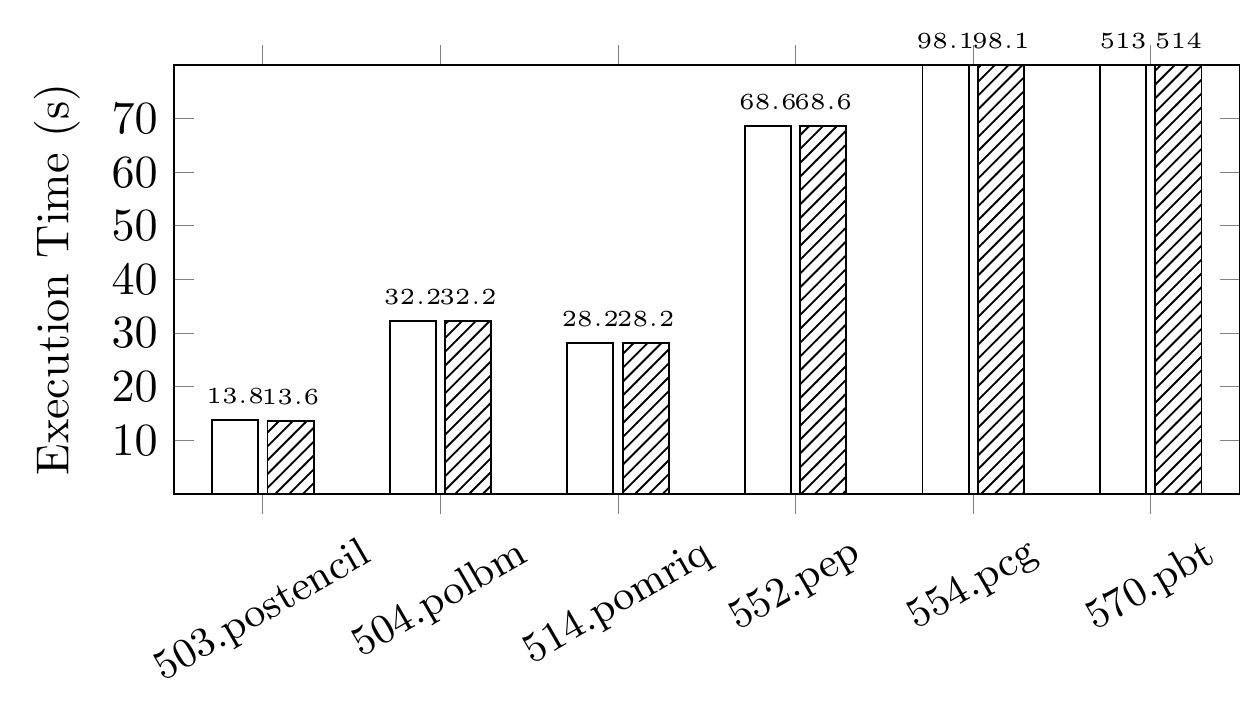 98.1 98.1 513 514
68.6 68.6
32.2 32.2
28.2 28.2
13.8 13.6
Execution Time (s)
70
60
50
40
30
20
10
503.postencil
504.polbm
514.pomriq
552.pep
554.pcg
570.pbt